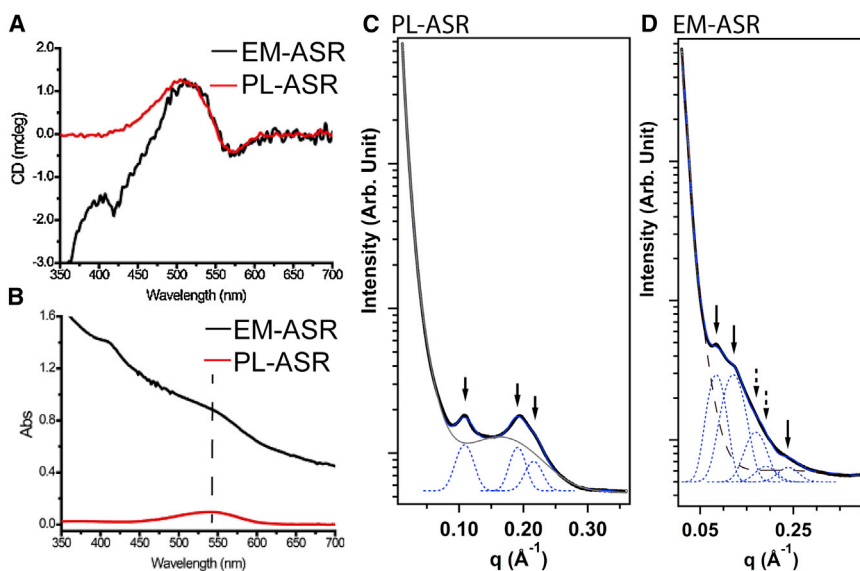 A
EM-ASR
PL-ASR
CD (mdeg)
2.0
1.0
0.0
-1.0
-2.0
-3.0
350 400 450 500 550 600 650 700
Wavelength (nm)
B
EM-ASR
PL-ASR
Abs
1.6
1.2
0.8
0.4
0.0
350 400 450 500 550 600 650 700
Wavelength (nm)
C PL-ASR
Intensity (Arb. Unit)
0.10 0.20 0.30
q (Å-1)
D EM-ASR
Intensity (Arb. Unit)
0.05 0.25
q (Å-1)